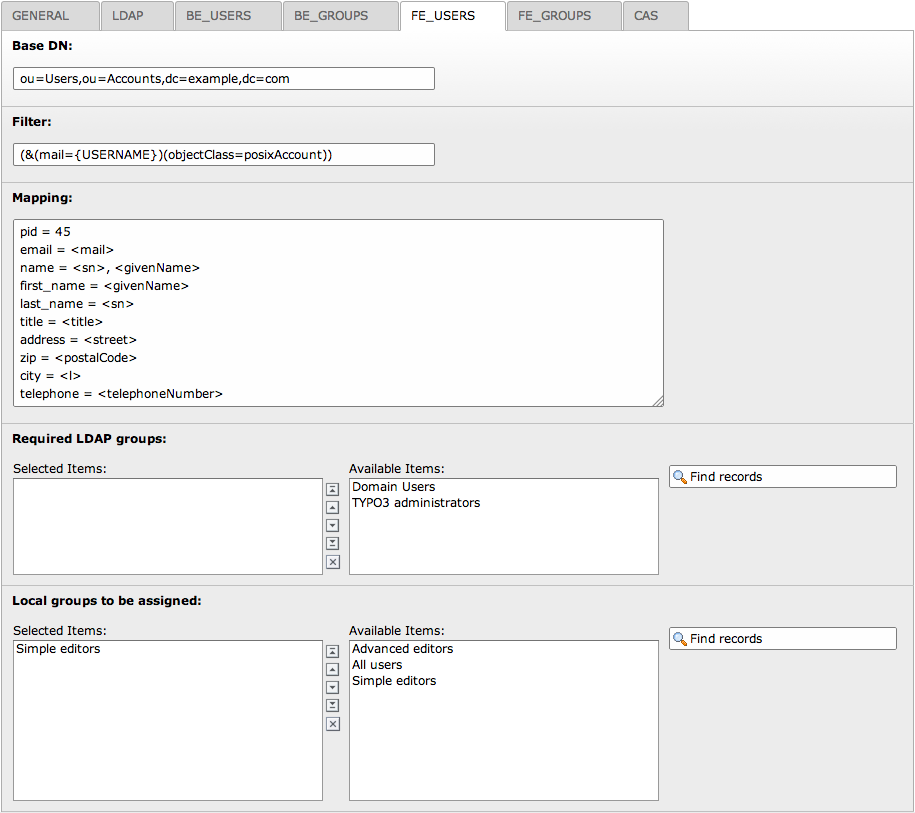 GENERAL LDAP BE_USERS BE_GROUPS FE_USERS FE_GROUPS CAS
Base DN:
ou=Users,ou=Accounts,dc=example,dc=com
Filter:
(&(mail={USERNAME})(objectClass=posixAccount))
Mapping:
pid = 45
email = <mail>
name = <sn>, <givenName>
first_name = <givenName>
last_name = <sn>
title = <title>
address = <street>
zip = <postalCode>
city = <l>
telephone = <telephoneNumber>
Required LDAP groups:
Selected Items:
Available Items:
Domain Users
TYPO3 administrators
Find records
Local groups to be assigned:
Selected Items:
Simple editors
Available Items:
Advanced editors
All users
Simple editors
Find records